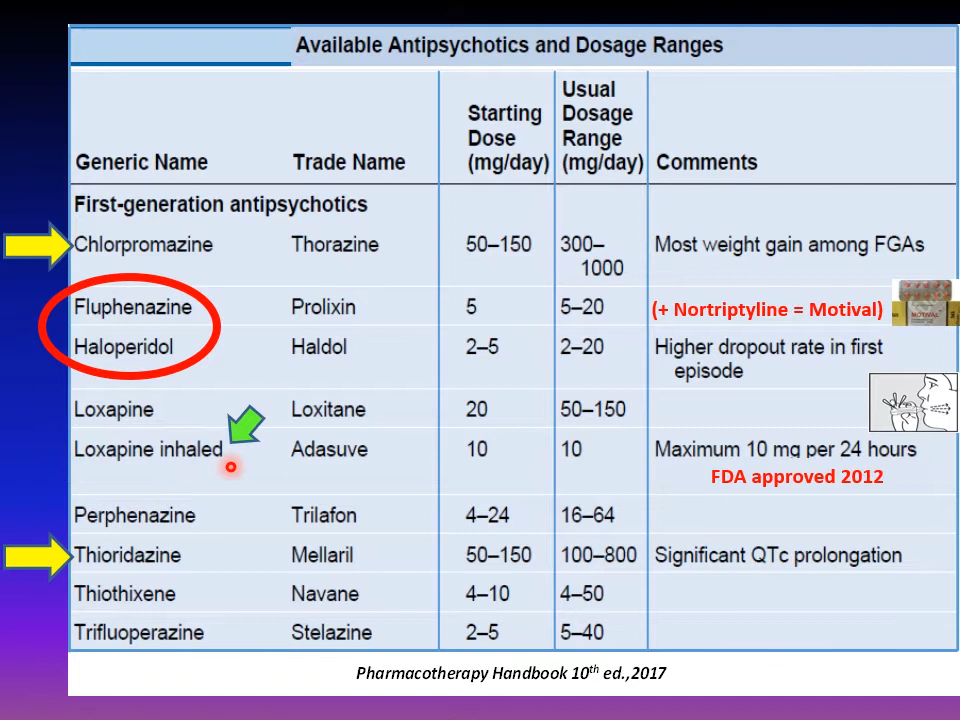 Available Antipsychotics and Dosage Ranges
Generic Name Trade Name Starting Dose (mg/day) Usual Dosage Range (mg/day) Comments
First-generation antipsychotics
Chlorpromazine Thorazine 50–150 300–1000 Most weight gain among FGAs
Fluphenazine Prolixin 5 5–20 (+ Nortriptyline = Motival)
MOTIVAL
Haloperidol Haldol 2–5 2–20 Higher dropout rate in first episode
Loxapine Loxitane 20 50–150
Loxapine inhaled Adasuve 10 10 Maximum 10 mg per 24 hours
FDA approved 2012
Perphenazine Trilafon 4–24 16–64
Thioridazine Mellaril 50–150 100–800 Significant QTc prolongation
Thiothixene Navane 4–10 4–50
Trifluoperazine Stelazine 2–5 5–40
Pharmacotherapy Handbook 10th ed.,2017